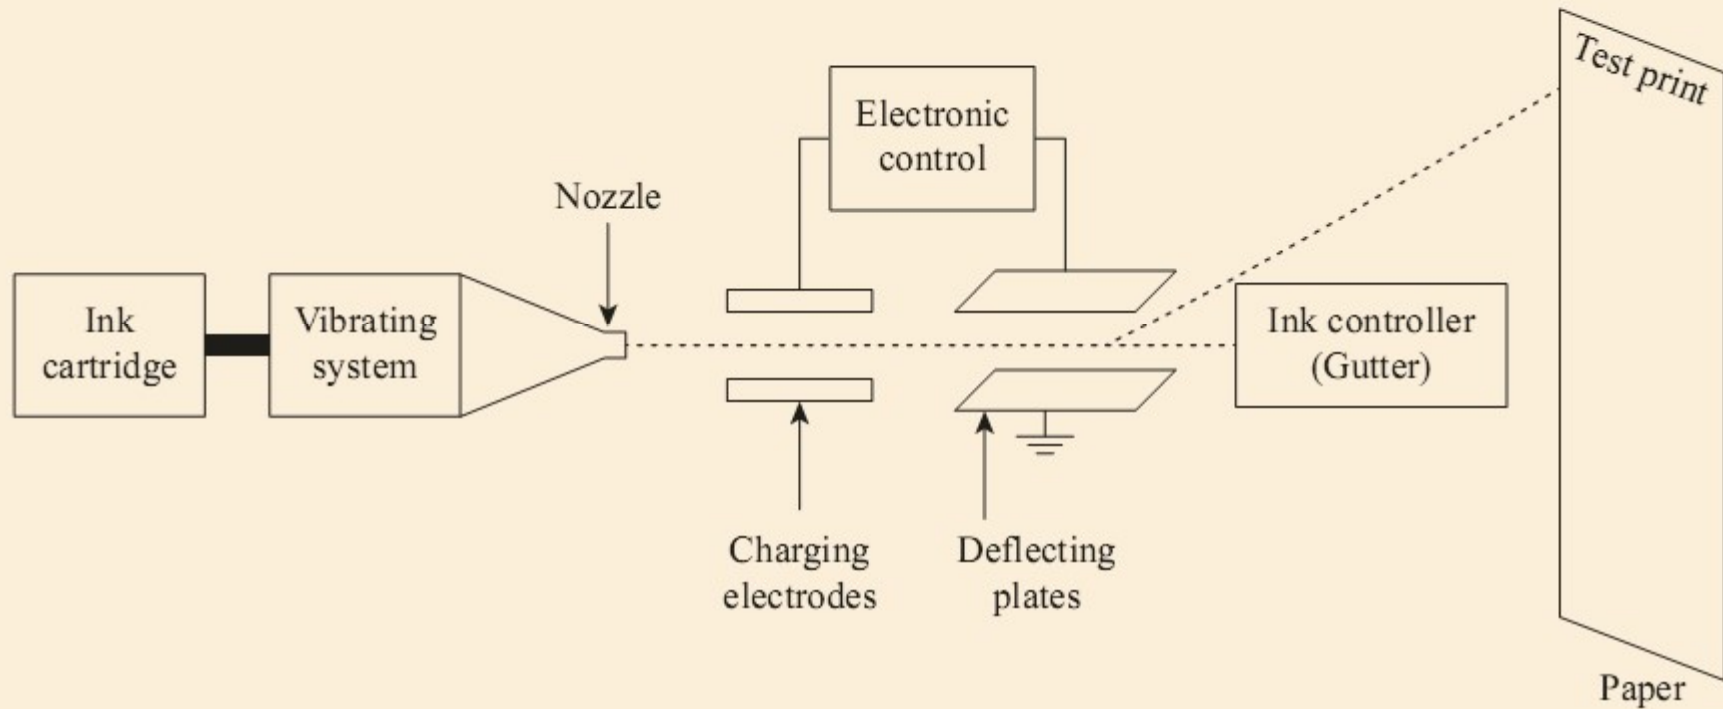 Test print
Electronic
control
Nozzle
Ink
cartridge
Vibrating
system
Ink controller
(Gutter)
Charging
electrodes
Deflecting
plates
Paper